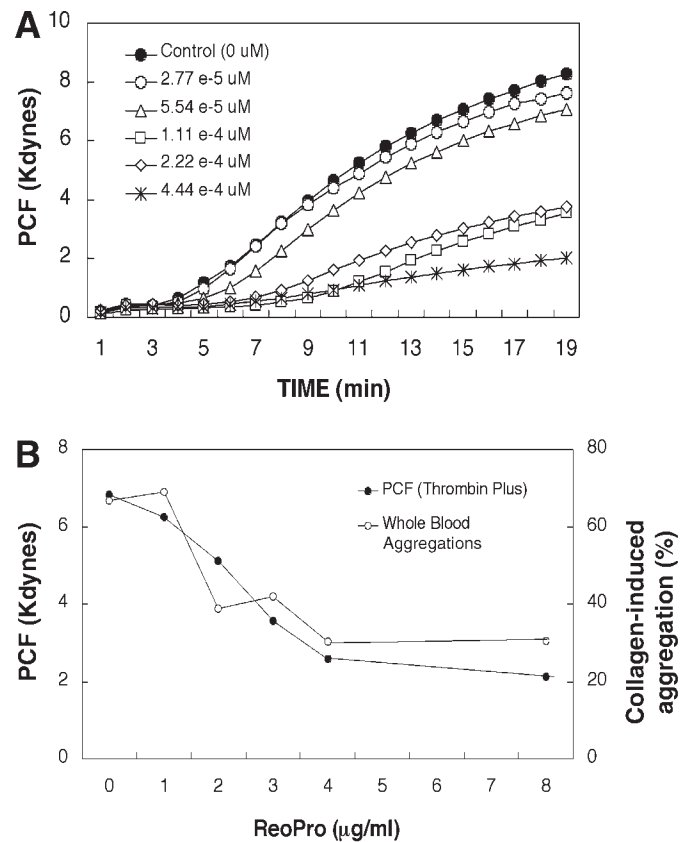 A
10
8
6
4
2
0
PCF (Kdynes)
Control (0 uM)
2.77 e-5 uM
5.54 e-5 uM
1.11 e-4 uM
2.22 e-4 uM
4.44 e-4 uM
1 3 5 7 9 11 13 15 17 19
TIME (min)
B
8
6
4
2
0
PCF (Kdynes)
PCF (Thrombin Plus)
Whole Blood
Aggregations
80
60
40
20
0
Collagen-induced
aggregation (%)
0 1 2 3 4 5 6 7 8
ReoPro (μg/ml)